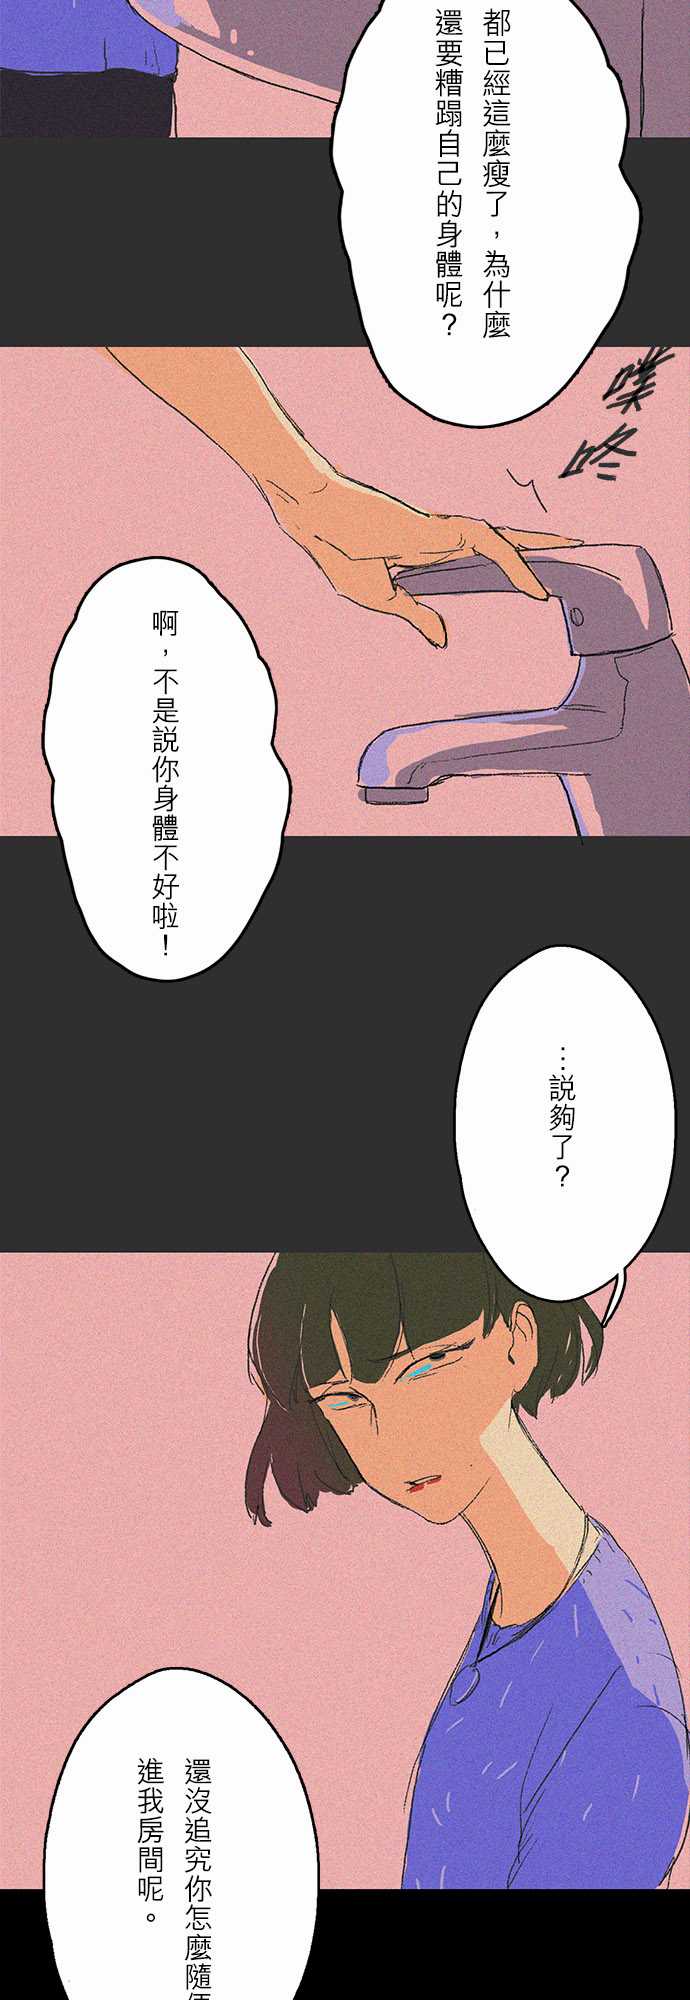 都已經這麼瘦了，為什麼
還要糟蹋自己的身體呢？
噗咚
啊，不是說你身體不好啦！
…說夠了？
還沒追究你怎麼隨便
進我房間呢。